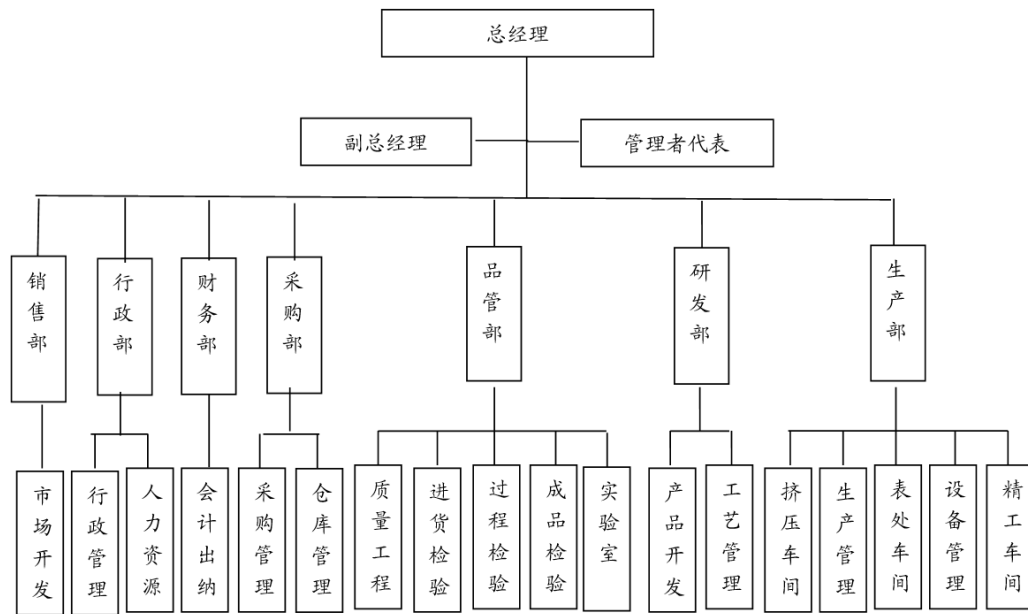 总经理
副总经理
管理者代表
销售部
行政部
财务部
采购部
品管部
研发部
生产部
市场开发
行政管理
人力资源
会计出纳
采购管理
仓库管理
质量工程
进货检验
过程检验
成品检验
实验室
产品开发
工艺管理
挤压车间
生产管理
表处车间
设备管理
精工车间